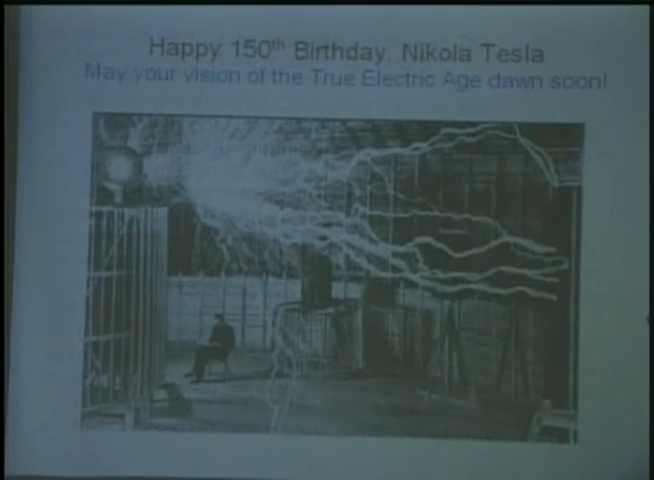 Happy 150th Birthday, Nikola Tesla
May your vision of the True Electric Age dawn soon!